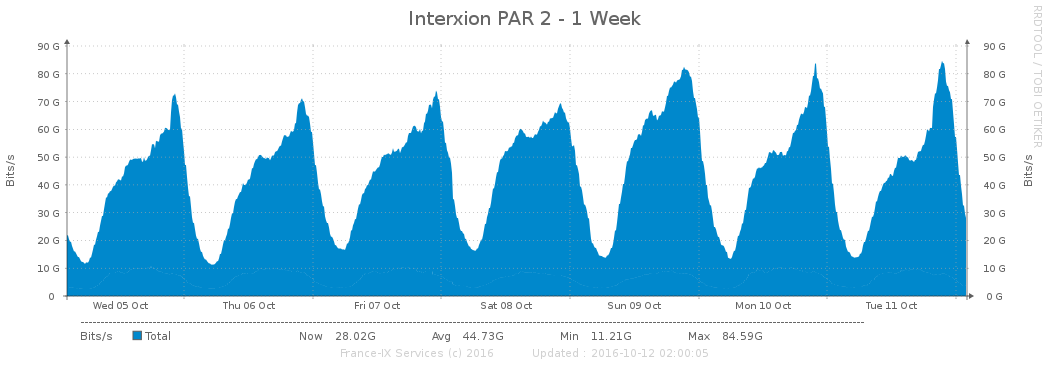 Interxion PAR 2 - 1 Week
RRDTOOL / TOBI OETIKER
Bits/s
90 G 90 G
80 G 80 G
70 G 70 G
60 G 60 G
50 G 50 G
40 G 40 G
30 G 30 G
20 G 20 G
10 G 10 G
0 0 G
Bits/s
Wed 05 Oct Thu 06 Oct Fri 07 Oct Sat 08 Oct Sun 09 Oct Mon 10 Oct Tue 11 Oct
Bits/s Total Now 28.02G Avg 44.73G Min 11.21G Max 84.59G
France-IX Services (c) 2016 Updated : 2016-10-12 02:00:05